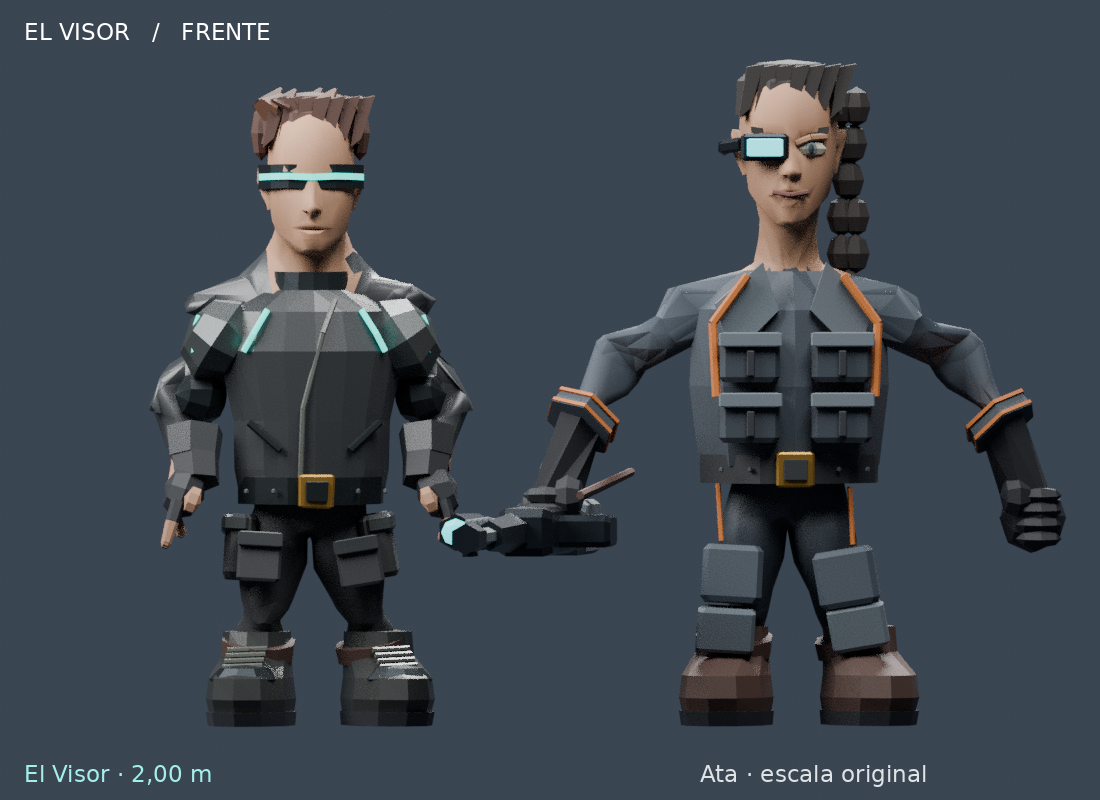 EL VISOR / FRENTE
El Visor · 2,00 m
Ata · escala original